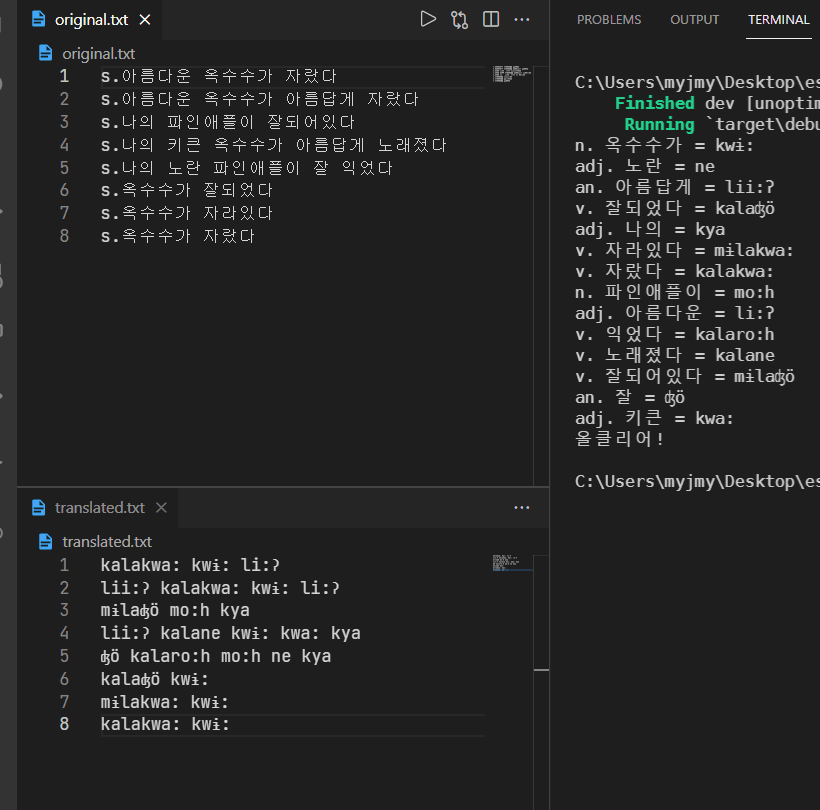 original.txt
original.txt
1 s.아름다운 옥수수가 자랐다
2 s.아름다운 옥수수가 아름답게 자랐다
3 s.나의 파인애플이 잘되어있다
4 s.나의 키큰 옥수수가 아름답게 노래졌다
5 s.나의 노란 파인애플이 잘 익었다
6 s.옥수수가 잘되었다
7 s.옥수수가 자라있다
8 s.옥수수가 자랐다
translated.txt
translated.txt
1 kalakwa: kwɨ: li:ʔ
2 lii:ʔ kalakwa: kwɨ: li:ʔ
3 mɨlaʤö mo:h kya
4 lii:ʔ kalane kwɨ: kwa: kya
5 ʤö kalaro:h mo:h ne kya
6 kalaʤö kwɨ:
7 mɨlakwa: kwɨ:
8 kalakwa: kwɨ:
PROBLEMS OUTPUT TERMINAL
C:\Users\myjmy\Desktop\es
Finished dev [unoptim
Running `target\debu
n. 옥수수가 = kwɨ:
adj. 노란 = ne
an. 아름답게 = lii:ʔ
v. 잘되었다 = kalaʤö
adj. 나의 = kya
v. 자라있다 = mɨlakwa:
v. 자랐다 = kalakwa:
n. 파인애플이 = mo:h
adj. 아름다운 = li:ʔ
v. 익었다 = kalaro:h
v. 노래졌다 = kalane
v. 잘되어있다 = mɨlaʤö
an. 잘 = ʤö
adj. 키큰 = kwa:
올클리어!
C:\Users\myjmy\Desktop\es